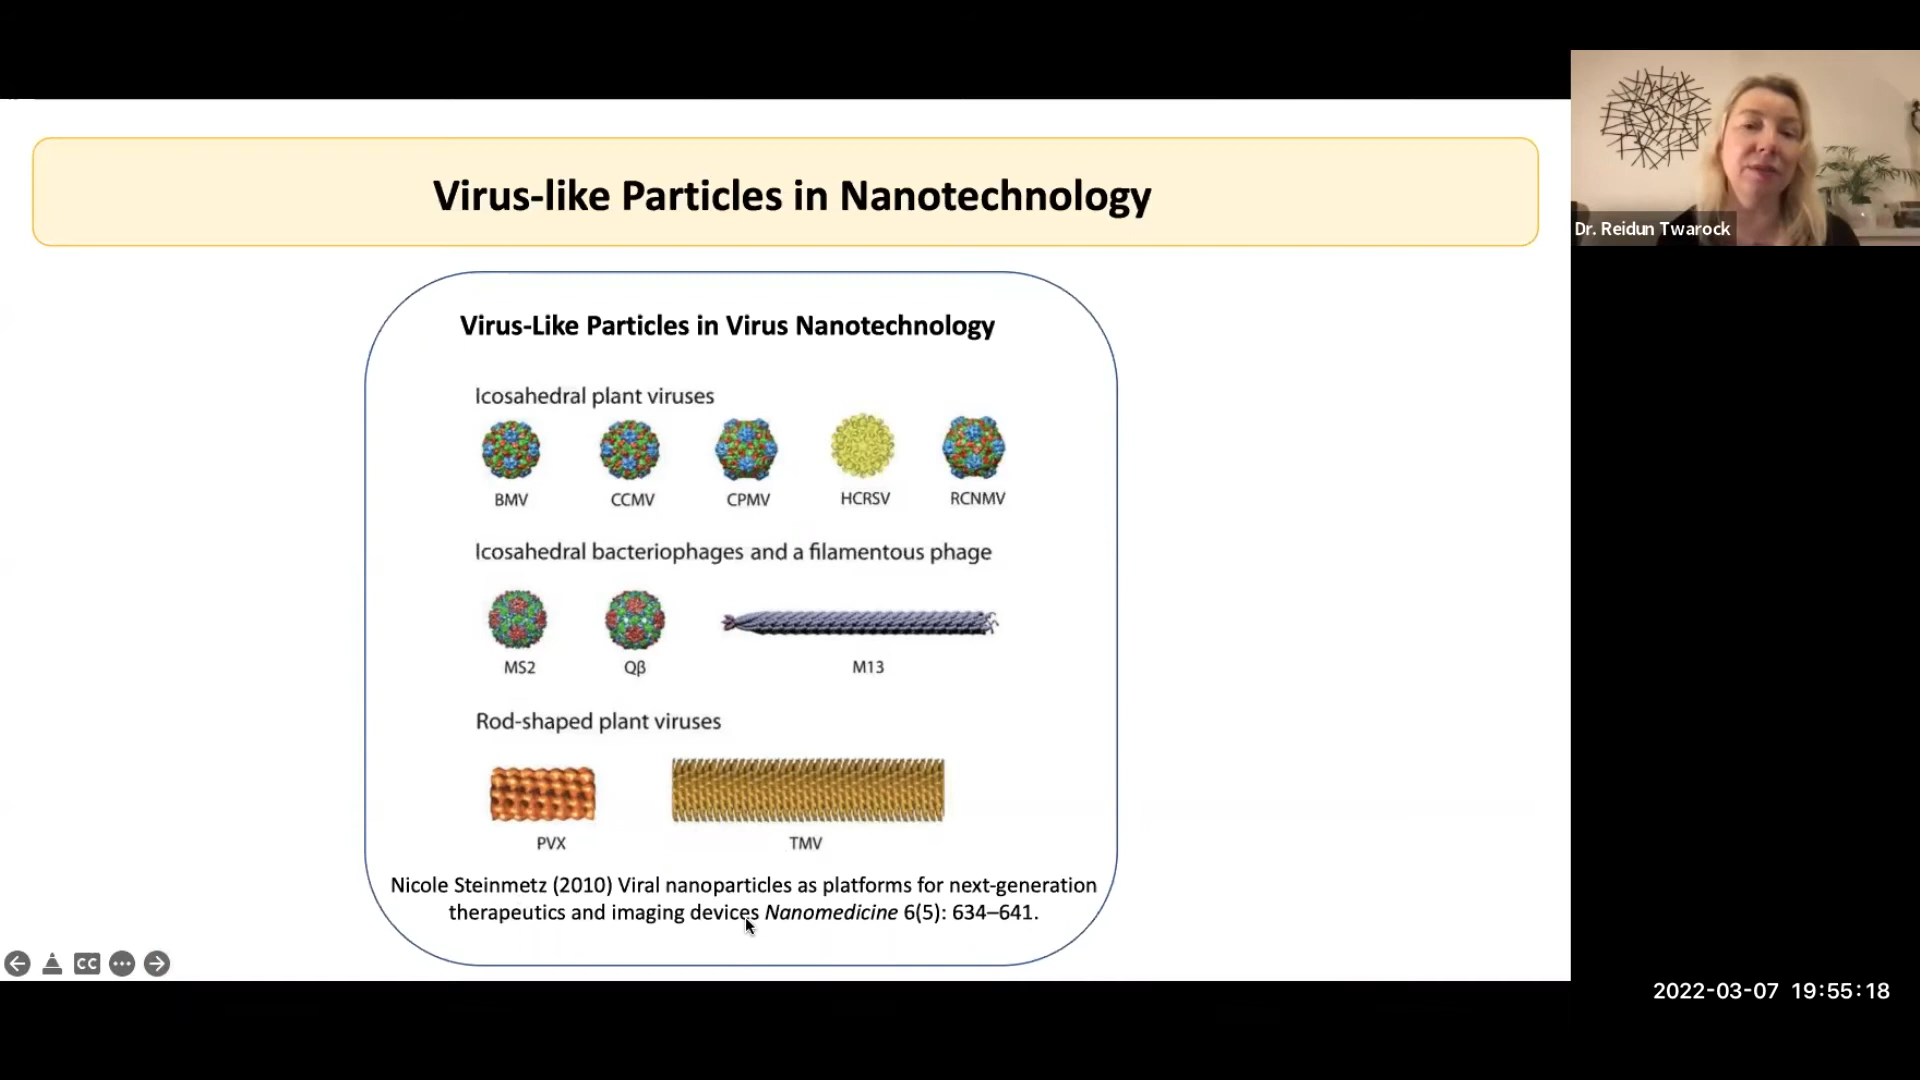 Virus-like Particles in Nanotechnology
Dr. Reidun Twarock
Virus-Like Particles in Virus Nanotechnology
Icosahedral plant viruses
BMV CCMV CPMV HCRSV RCNMV
Icosahedral bacteriophages and a filamentous phage
MS2 Qβ M13
Rod-shaped plant viruses
PVX TMV
Nicole Steinmetz (2010) Viral nanoparticles as platforms for next-generation
therapeutics and imaging devices Nanomedicine 6(5): 634–641.
CC
2022-03-07 19:55:18